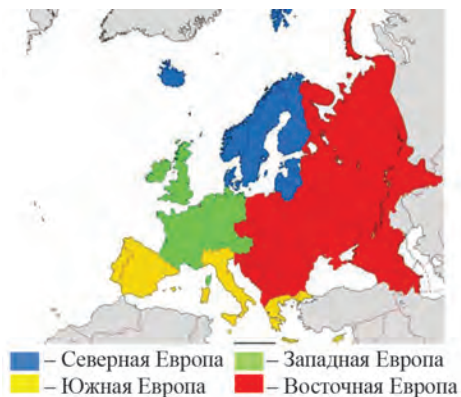 – Северная Европа
– Западная Европа
– Южная Европа
– Восточная Европа